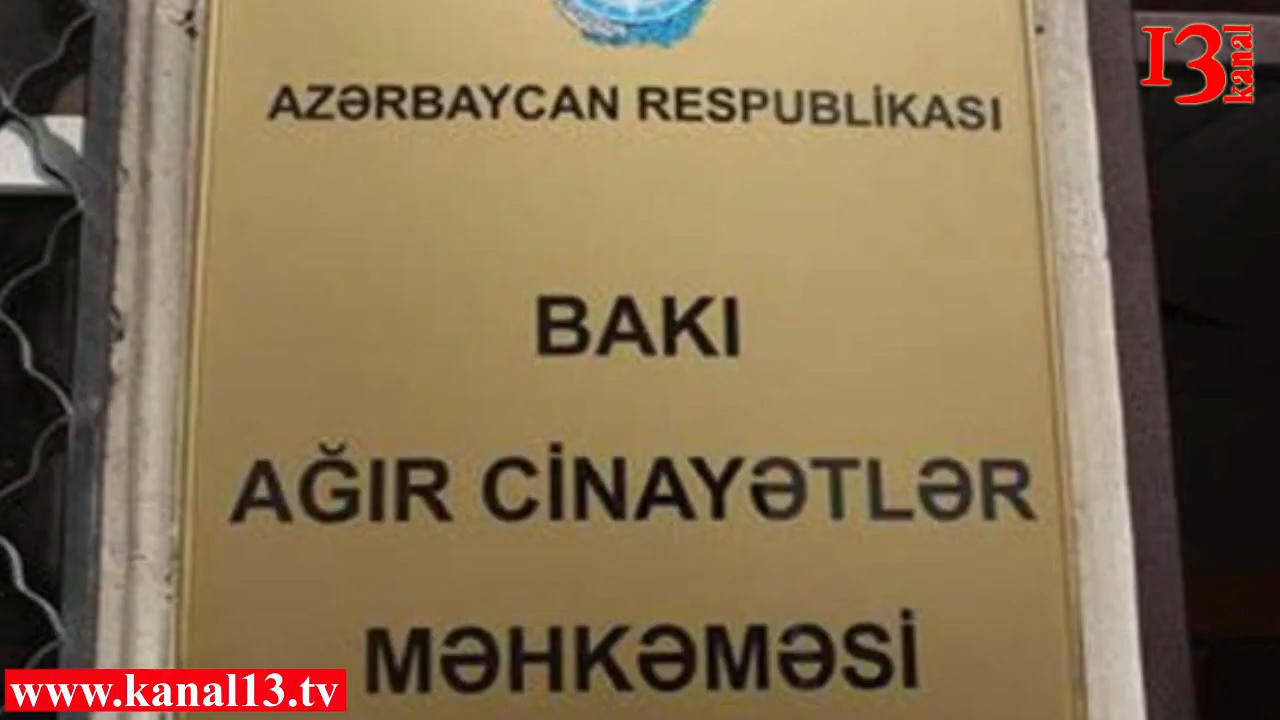 13 kanal
AZƏRBAYCAN RESPUBLİKASI
BAKI
AĞIR CİNAYƏTLƏR
MƏHKƏMƏSİ
www.kanal13.tv